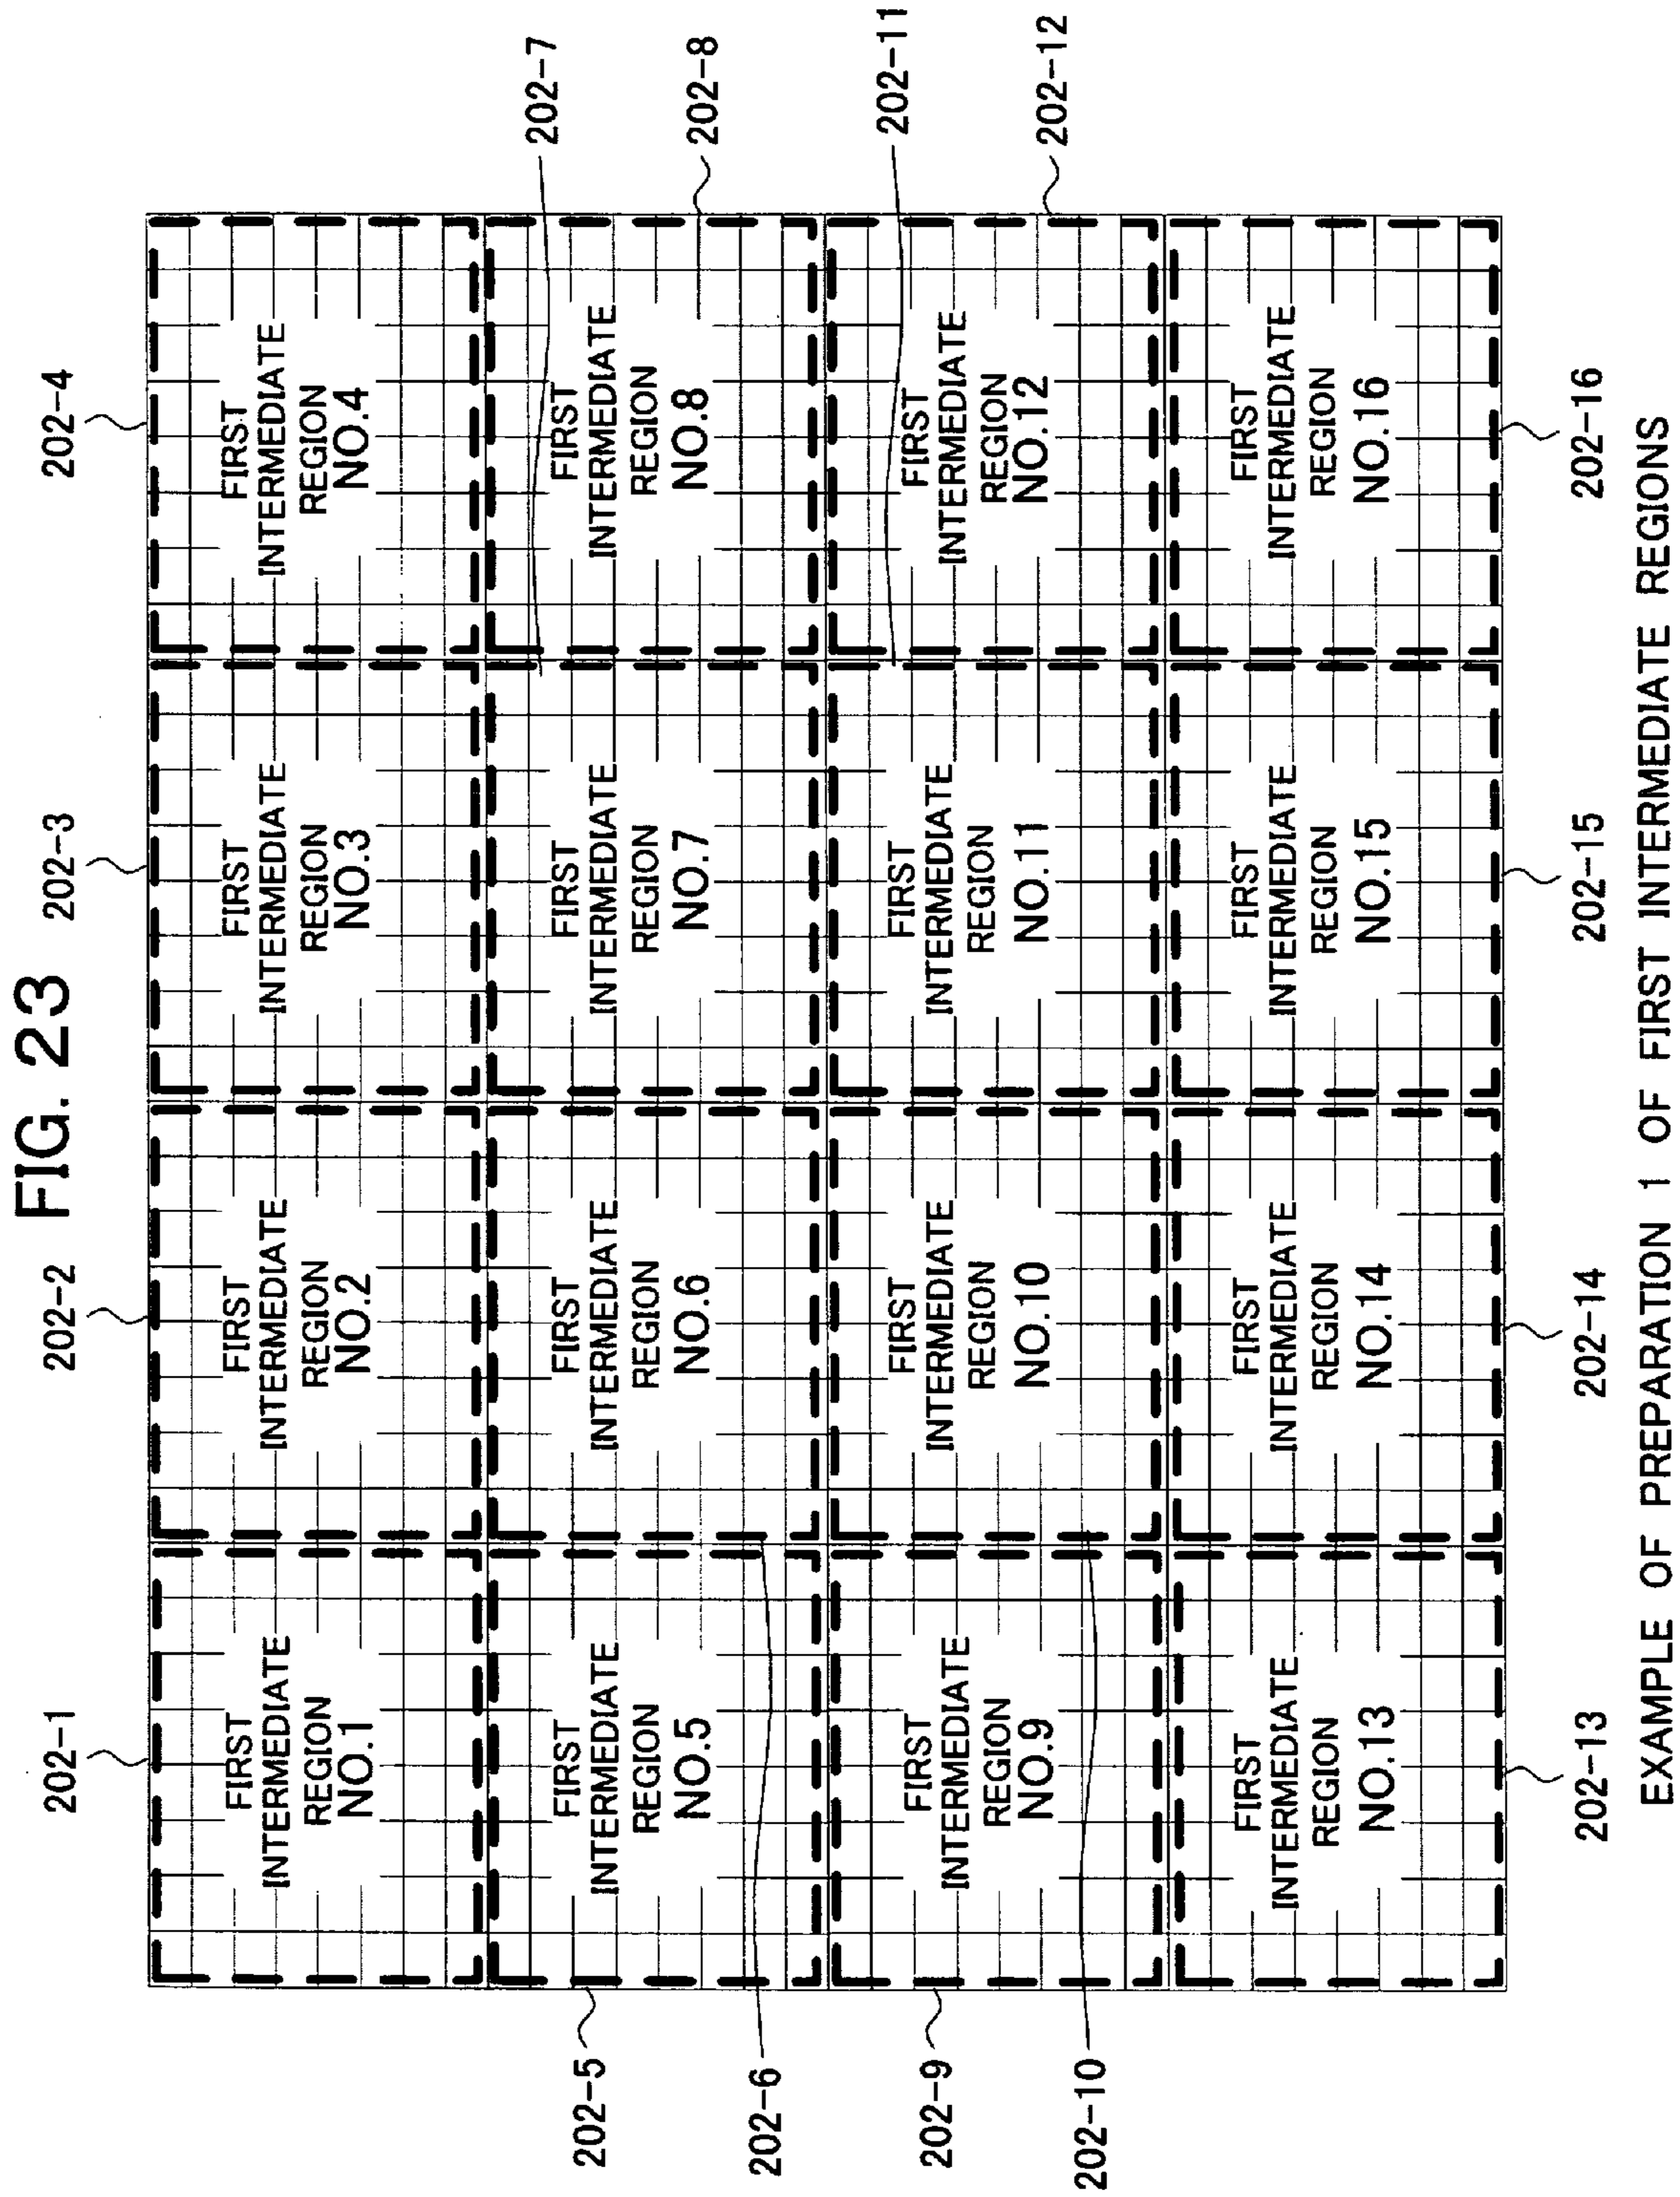 FIG. 23
202-1
202-2
202-3
202-4
FIRST
INTERMEDIATE
REGION
NO.1
FIRST
INTERMEDIATE
REGION
NO.2
FIRST
INTERMEDIATE
REGION
NO.3
FIRST
INTERMEDIATE
REGION
NO.4
202-7
202-5
FIRST
INTERMEDIATE
REGION
NO.5
FIRST
INTERMEDIATE
REGION
NO.6
FIRST
INTERMEDIATE
REGION
NO.7
FIRST
INTERMEDIATE
REGION
NO.8
202-8
202-6
202-11
202-9
FIRST
INTERMEDIATE
REGION
NO.9
FIRST
INTERMEDIATE
REGION
NO.10
FIRST
INTERMEDIATE
REGION
NO.11
FIRST
INTERMEDIATE
REGION
NO.12
202-12
202-10
FIRST
INTERMEDIATE
REGION
NO.13
FIRST
INTERMEDIATE
REGION
NO.14
FIRST
INTERMEDIATE
REGION
NO.15
FIRST
INTERMEDIATE
REGION
NO.16
202-13
202-14
202-15
202-16
EXAMPLE OF PREPARATION 1 OF FIRST INTERMEDIATE REGIONS